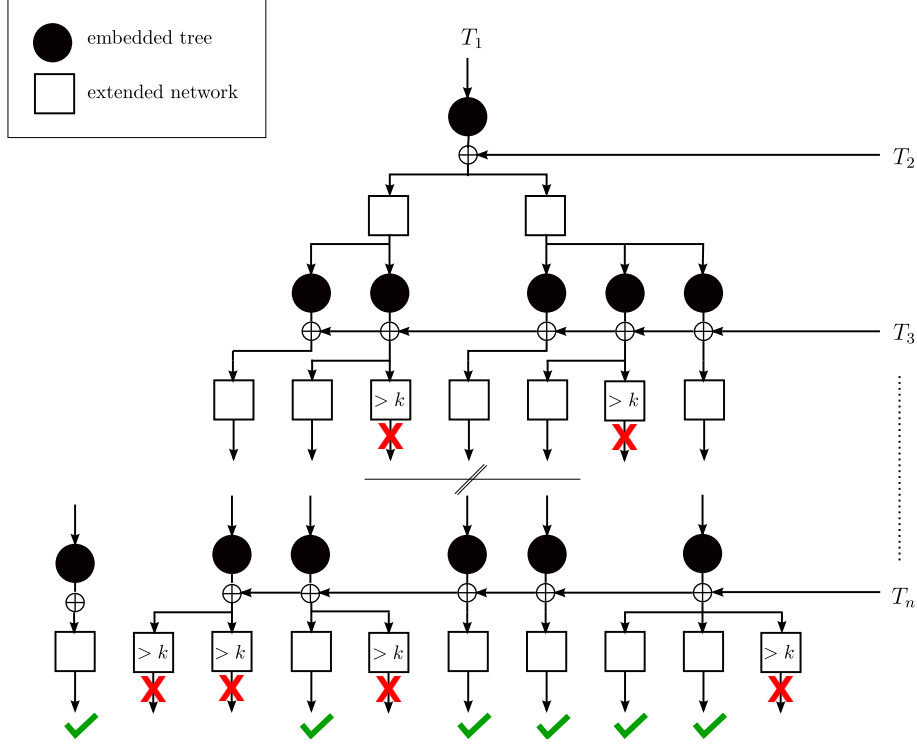 embedded tree
extended network
T₁
T₂
T₃
> k
> k
Tₙ
> k
> k
> k
> k